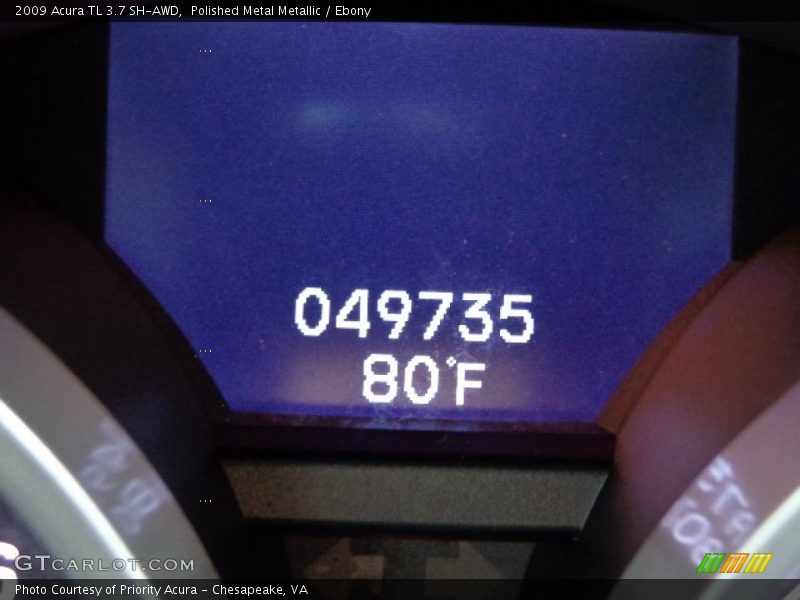 2009 Acura TL 3.7 SH-AWD, Polished Metal Metallic / Ebony
049735
80°F
GTCARLOT.COM
Photo Courtesy of Priority Acura - Chesapeake, VA